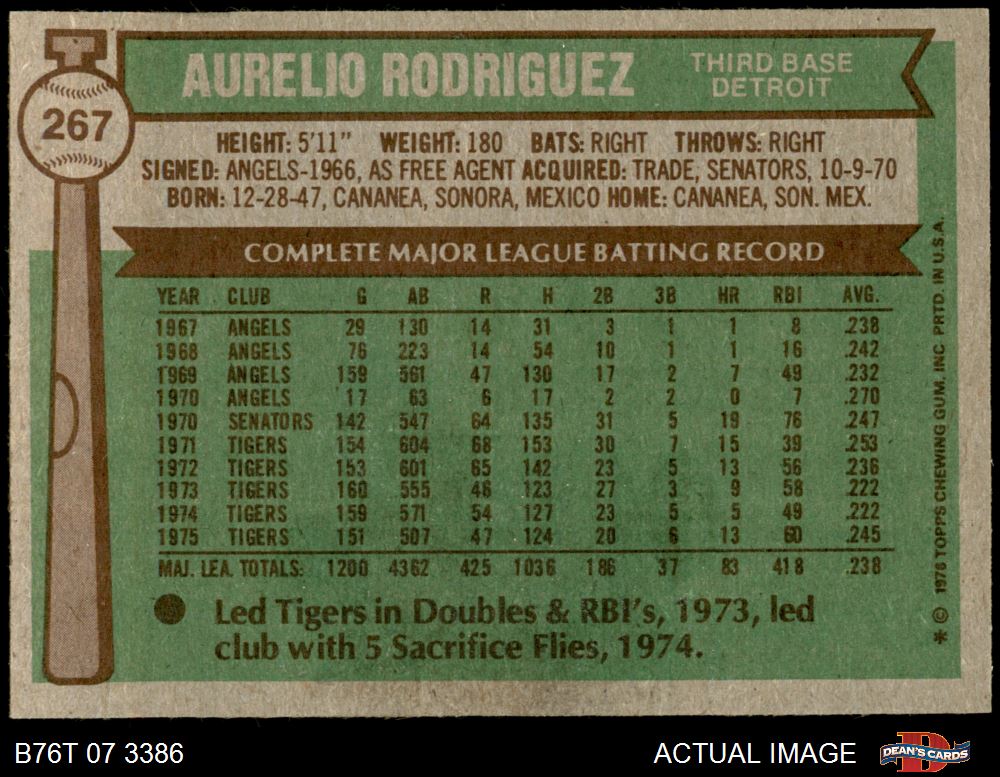 AURELIO RODRIGUEZ
THIRD BASE
DETROIT
267
HEIGHT: 5'11" WEIGHT: 180 BATS: RIGHT THROWS: RIGHT
SIGNED: ANGELS-1966, AS FREE AGENT ACQUIRED: TRADE, SENATORS, 10-9-70
BORN: 12-28-47, CANANEA, SONORA, MEXICO HOME: CANANEA, SON. MEX.
COMPLETE MAJOR LEAGUE BATTING RECORD
YEAR CLUB G AB R H 2B 3B HR RBI AVG.
1967 ANGELS 29 130 14 31 3 1 1 8 .238
1968 ANGELS 76 223 14 54 10 1 1 16 .242
1969 ANGELS 159 561 47 130 17 2 7 49 .232
1970 ANGELS 17 63 6 17 2 2 0 7 .270
1970 SENATORS 142 547 64 135 31 5 19 76 .247
1971 TIGERS 154 604 68 153 30 7 15 39 .253
1972 TIGERS 153 601 65 142 23 5 13 56 .236
1973 TIGERS 160 555 46 123 27 3 9 58 .222
1974 TIGERS 159 571 54 127 23 5 5 49 .222
1975 TIGERS 151 507 47 124 20 6 13 60 .245
MAJ. LEA. TOTALS: 1200 4362 425 1036 186 37 83 418 .238
Led Tigers in Doubles & RBI's, 1973, led
club with 5 Sacrifice Flies, 1974.
* © 1976 TOPPS CHEWING GUM, INC PRTD. IN U.S.A.
B76T 07 3386
ACTUAL IMAGE
DEAN'S CARDS